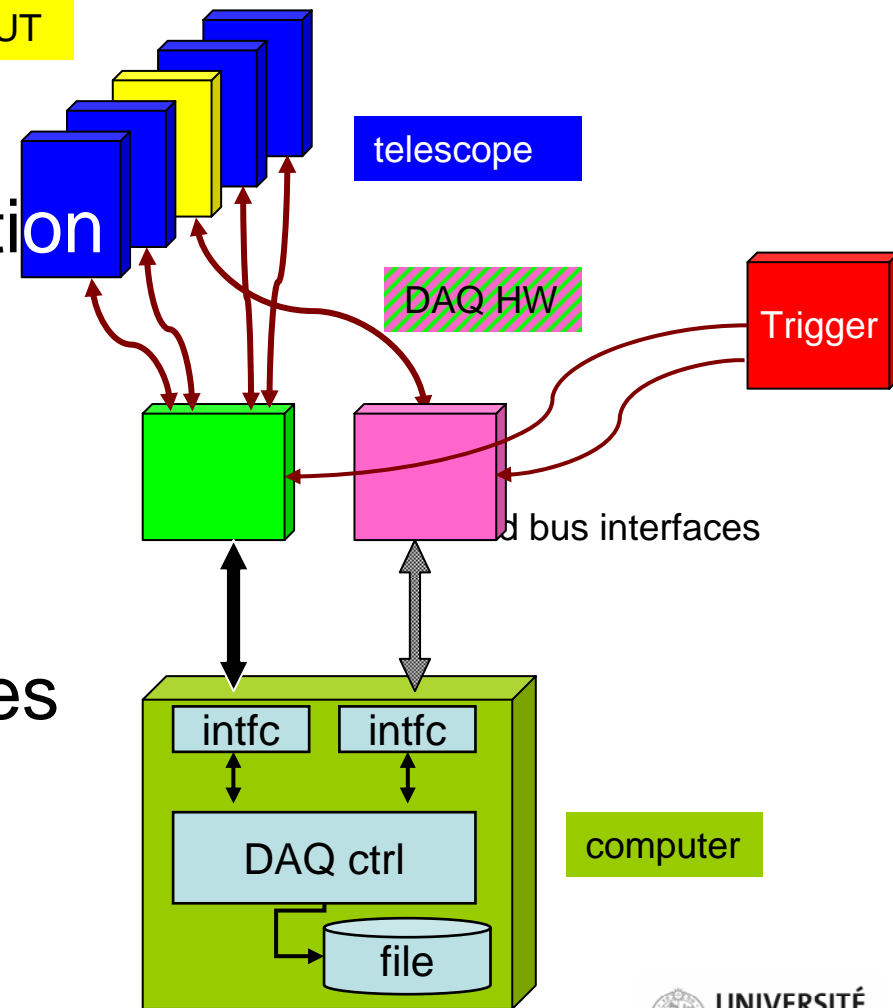 UT
telescope
tion
DAQ HW
Trigger
d bus interfaces
es
intfc
intfc
DAQ ctrl
computer
file
UNIVERSITÉ